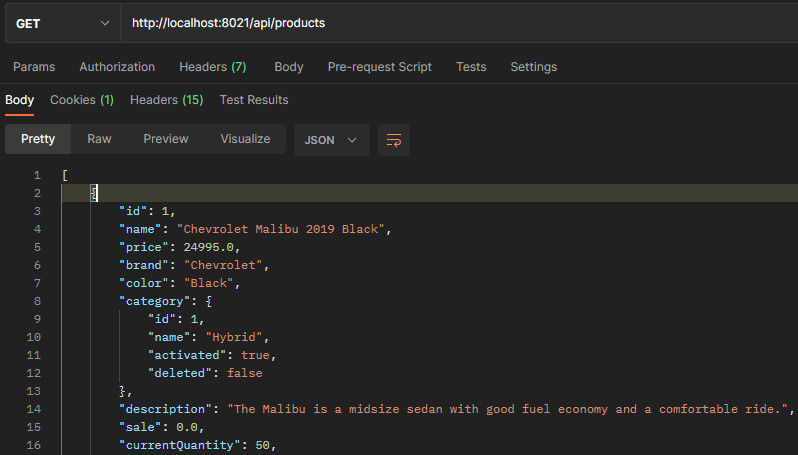 GET http://localhost:8021/api/products
Params Authorization Headers (7) Body Pre-request Script Tests Settings
Body Cookies (1) Headers (15) Test Results
Pretty Raw Preview Visualize JSON
1 [
2 {
3 "id": 1,
4 "name": "Chevrolet Malibu 2019 Black",
5 "price": 24995.0,
6 "brand": "Chevrolet",
7 "color": "Black",
8 "category": {
9 "id": 1,
10 "name": "Hybrid",
11 "activated": true,
12 "deleted": false
13 },
14 "description": "The Malibu is a midsize sedan with good fuel economy and a comfortable ride.",
15 "sale": 0.0,
16 "currentQuantity": 50,